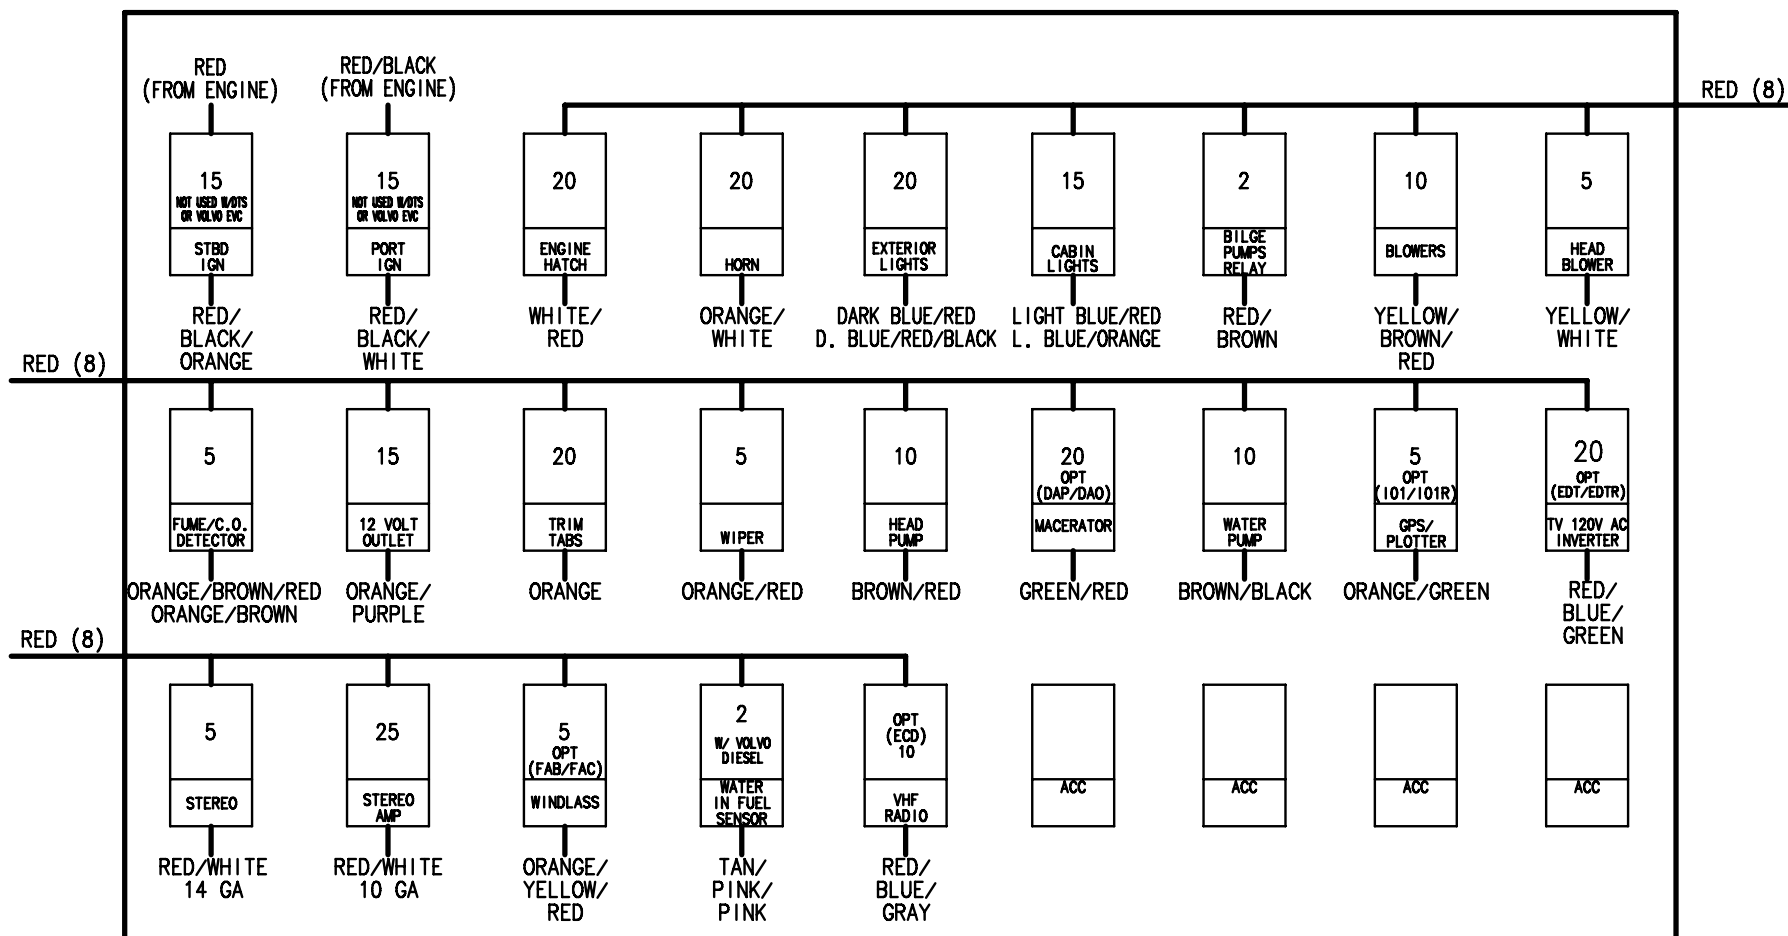 RED
(FROM ENGINE)
RED/BLACK
(FROM ENGINE)
RED (8)
15
NOT USED W/DTS
OR VOLVO EVC
STBD
IGN
RED/
BLACK/
ORANGE
15
NOT USED W/DTS
OR VOLVO EVC
PORT
IGN
RED/
BLACK/
WHITE
20
ENGINE
HATCH
WHITE/
RED
20
HORN
ORANGE/
WHITE
20
EXTERIOR
LIGHTS
DARK BLUE/RED
D. BLUE/RED/BLACK
15
CABIN
LIGHTS
LIGHT BLUE/RED
L. BLUE/ORANGE
2
BILGE
PUMPS
RELAY
RED/
BROWN
10
BLOWERS
YELLOW/
BROWN/
RED
5
HEAD
BLOWER
YELLOW/
WHITE
RED (8)
5
FUME/C.O.
DETECTOR
ORANGE/BROWN/RED
ORANGE/BROWN
15
12 VOLT
OUTLET
ORANGE/
PURPLE
20
TRIM
TABS
ORANGE
5
WIPER
ORANGE/RED
10
HEAD
PUMP
BROWN/RED
20
OPT
(DAP/DAO)
MACERATOR
GREEN/RED
10
WATER
PUMP
BROWN/BLACK
5
OPT
(101/101R)
GPS/
PLOTTER
ORANGE/GREEN
20
OPT
(EDT/EDTR)
TV 120V AC
INVERTER
RED/
BLUE/
GREEN
RED (8)
5
STEREO
RED/WHITE
14 GA
25
STEREO
AMP
RED/WHITE
10 GA
5
OPT
(FAB/FAC)
WINDLASS
ORANGE/
YELLOW/
RED
2
W/ VOLVO
DIESEL
WATER
IN FUEL
SENSOR
TAN/
PINK/
PINK
OPT
(ECD)
10
VHF
RADIO
RED/
BLUE/
GRAY
ACC
ACC
ACC
ACC